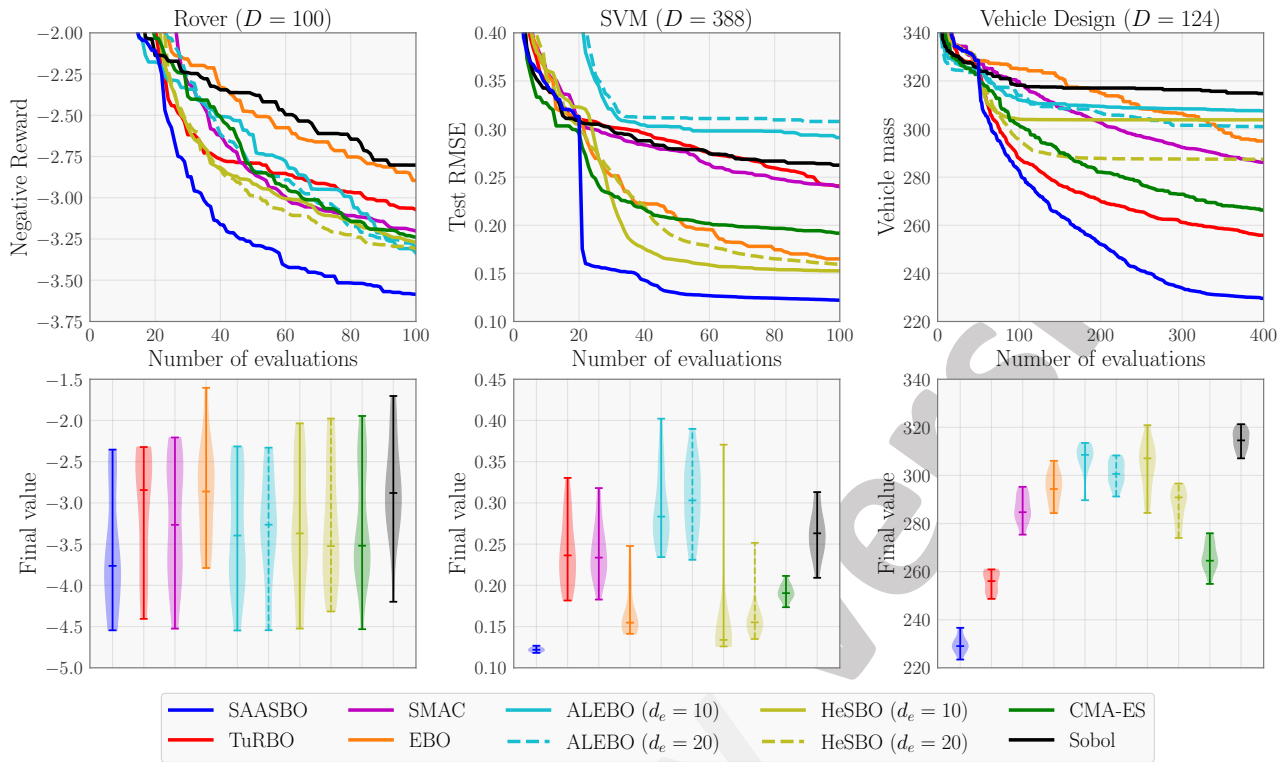 Rover (D = 100)
SVM (D = 388)
Vehicle Design (D = 124)
Negative Reward
−2.00
−2.25
−2.50
−2.75
−3.00
−3.25
−3.50
−3.75
0 20 40 60 80 100
Number of evaluations
Test RMSE
0.40
0.35
0.30
0.25
0.20
0.15
0.10
0 20 40 60 80 100
Number of evaluations
Vehicle mass
340
320
300
280
260
240
220
0 100 200 300 400
Number of evaluations
Final value
−1.5
−2.0
−2.5
−3.0
−3.5
−4.0
−4.5
−5.0
Final value
0.45
0.40
0.35
0.30
0.25
0.20
0.15
0.10
Final value
340
320
300
280
260
240
220
SAASBO SMAC ALEBO (dₑ = 10) HeSBO (dₑ = 10) CMA-ES
TuRBO EBO ALEBO (dₑ = 20) HeSBO (dₑ = 20) Sobol